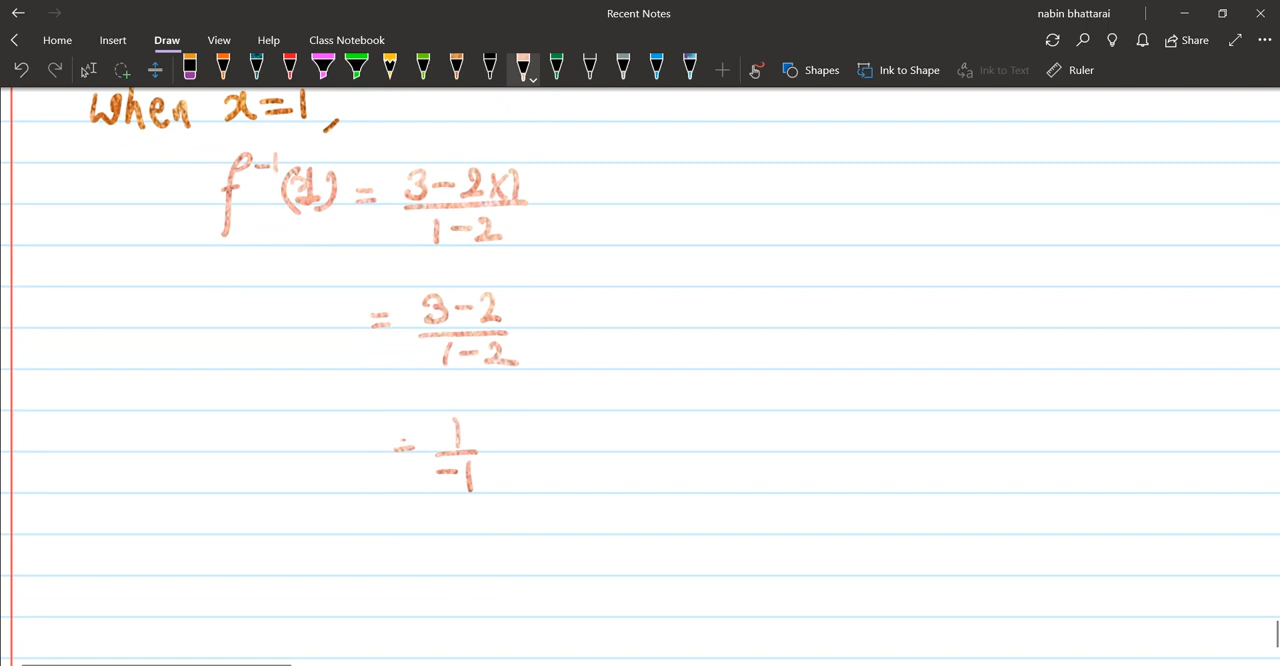 Recent Notes
nabin bhattarai
Home Insert Draw View Help Class Notebook
Share
Shapes Ink to Shape Ink to Text Ruler
When x=1,
f⁻¹(1) = (3-2×1)/(1-2)
= (3-2)/(1-2)
= 1/-1